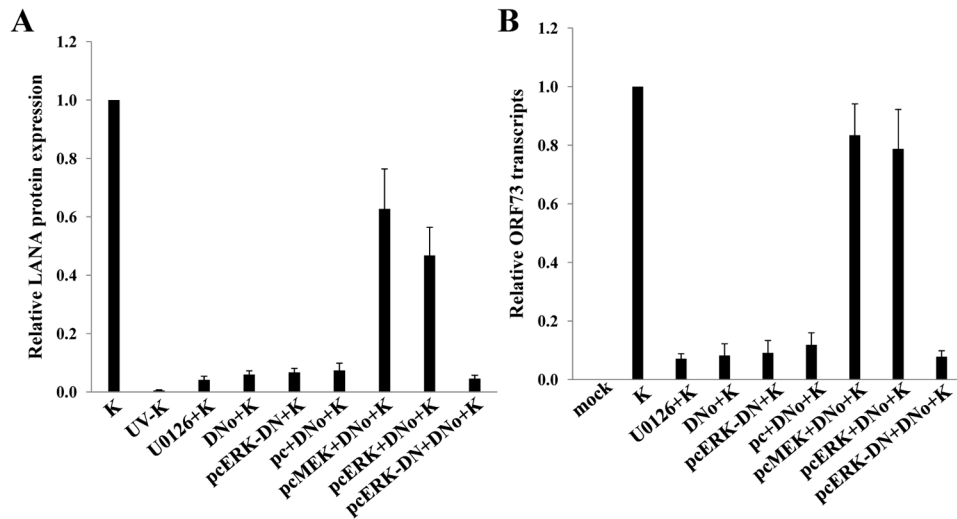 A
Relative LANA protein expression
1.2
1.0
0.8
0.6
0.4
0.2
0.0
K
UV-K
U0126+K
DNo+K
pcERK-DN+K
pc+DNo+K
pcMEK+DNo+K
pcERK+DNo+K
pcERK-DN+DNo+K
B
Relative ORF73 transcripts
1.2
1.0
0.8
0.6
0.4
0.2
0.0
mock
K
U0126+K
DNo+K
pcERK-DN+K
pc+DNo+K
pcMEK+DNo+K
pcERK+DNo+K
pcERK-DN+DNo+K